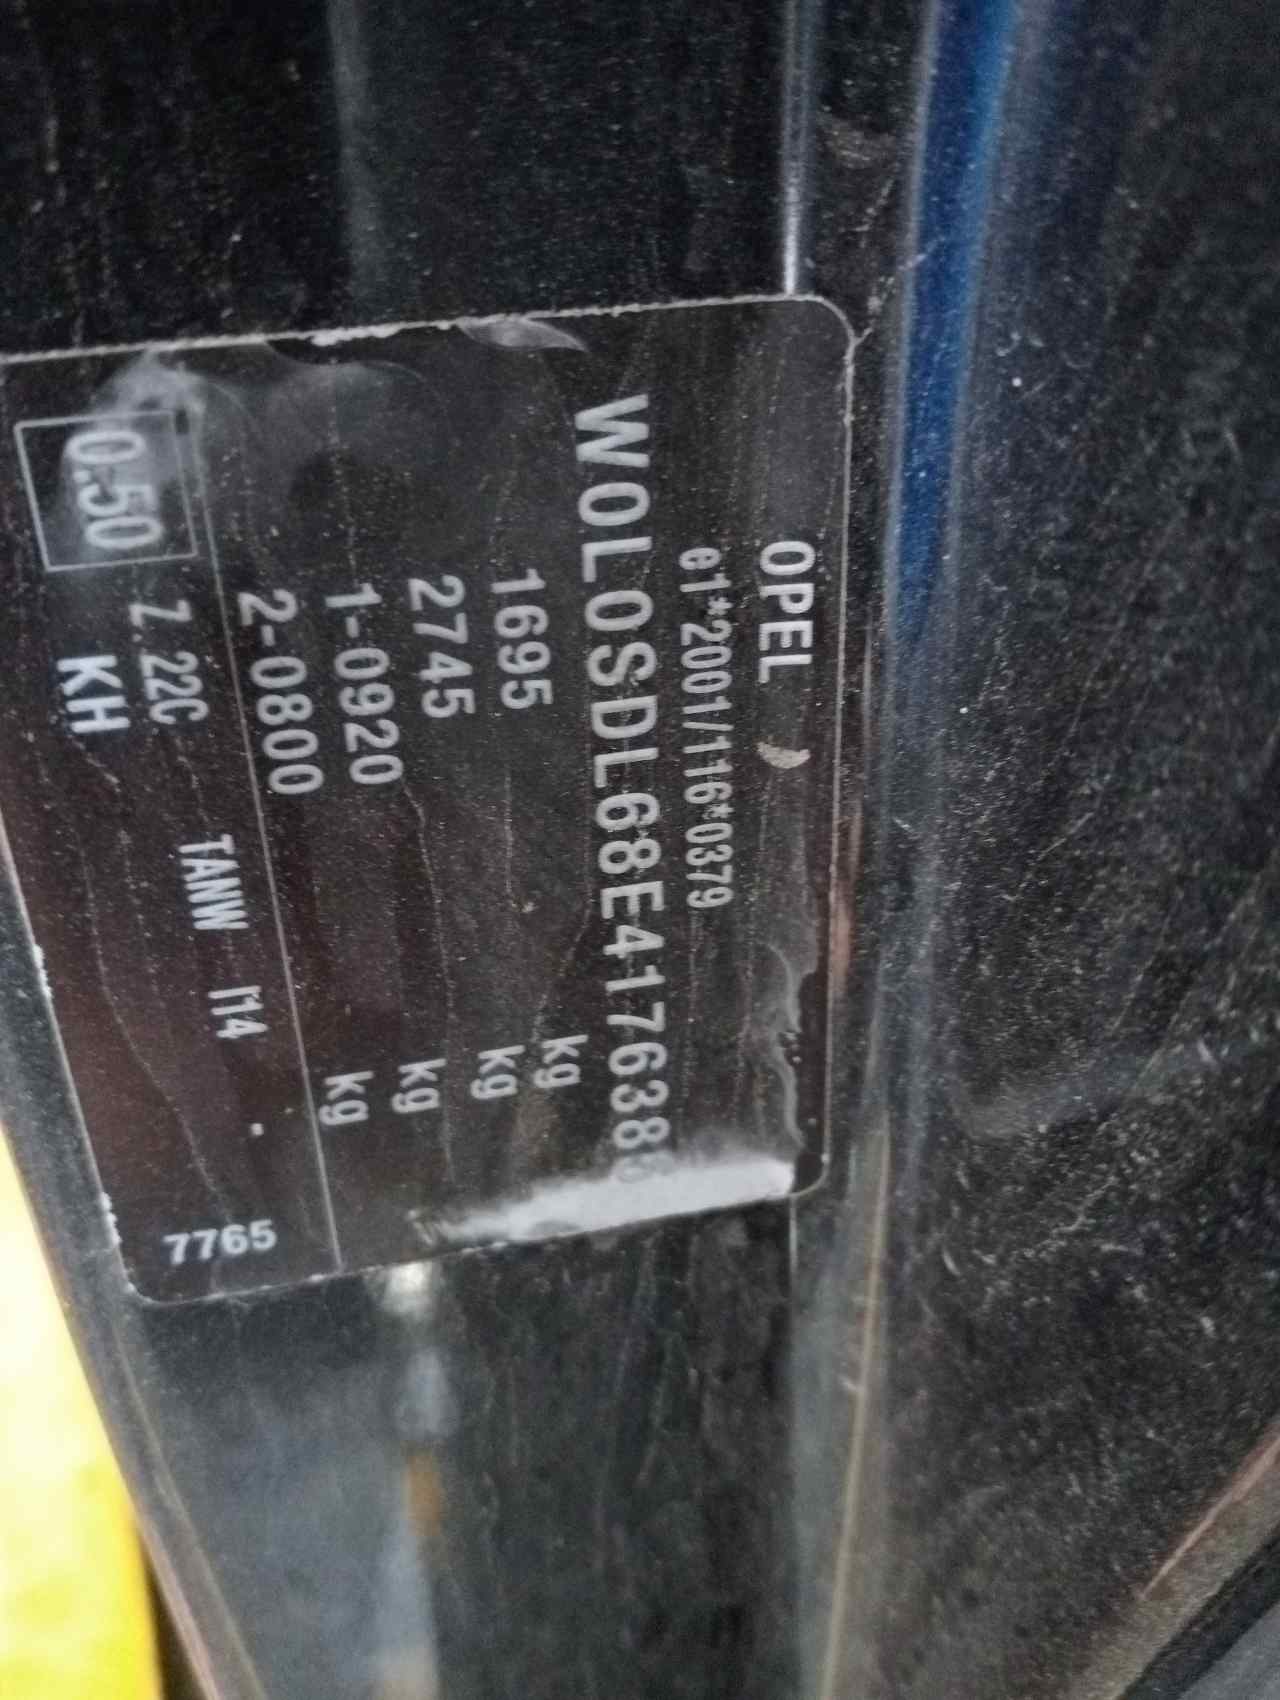 OPEL
e1*2001/116*0379
W0L0SDL68E4176386
1695 kg
2745 kg
1-0920 kg
2-0800 kg
0.50 Z.22C TANW I14
KH 7765